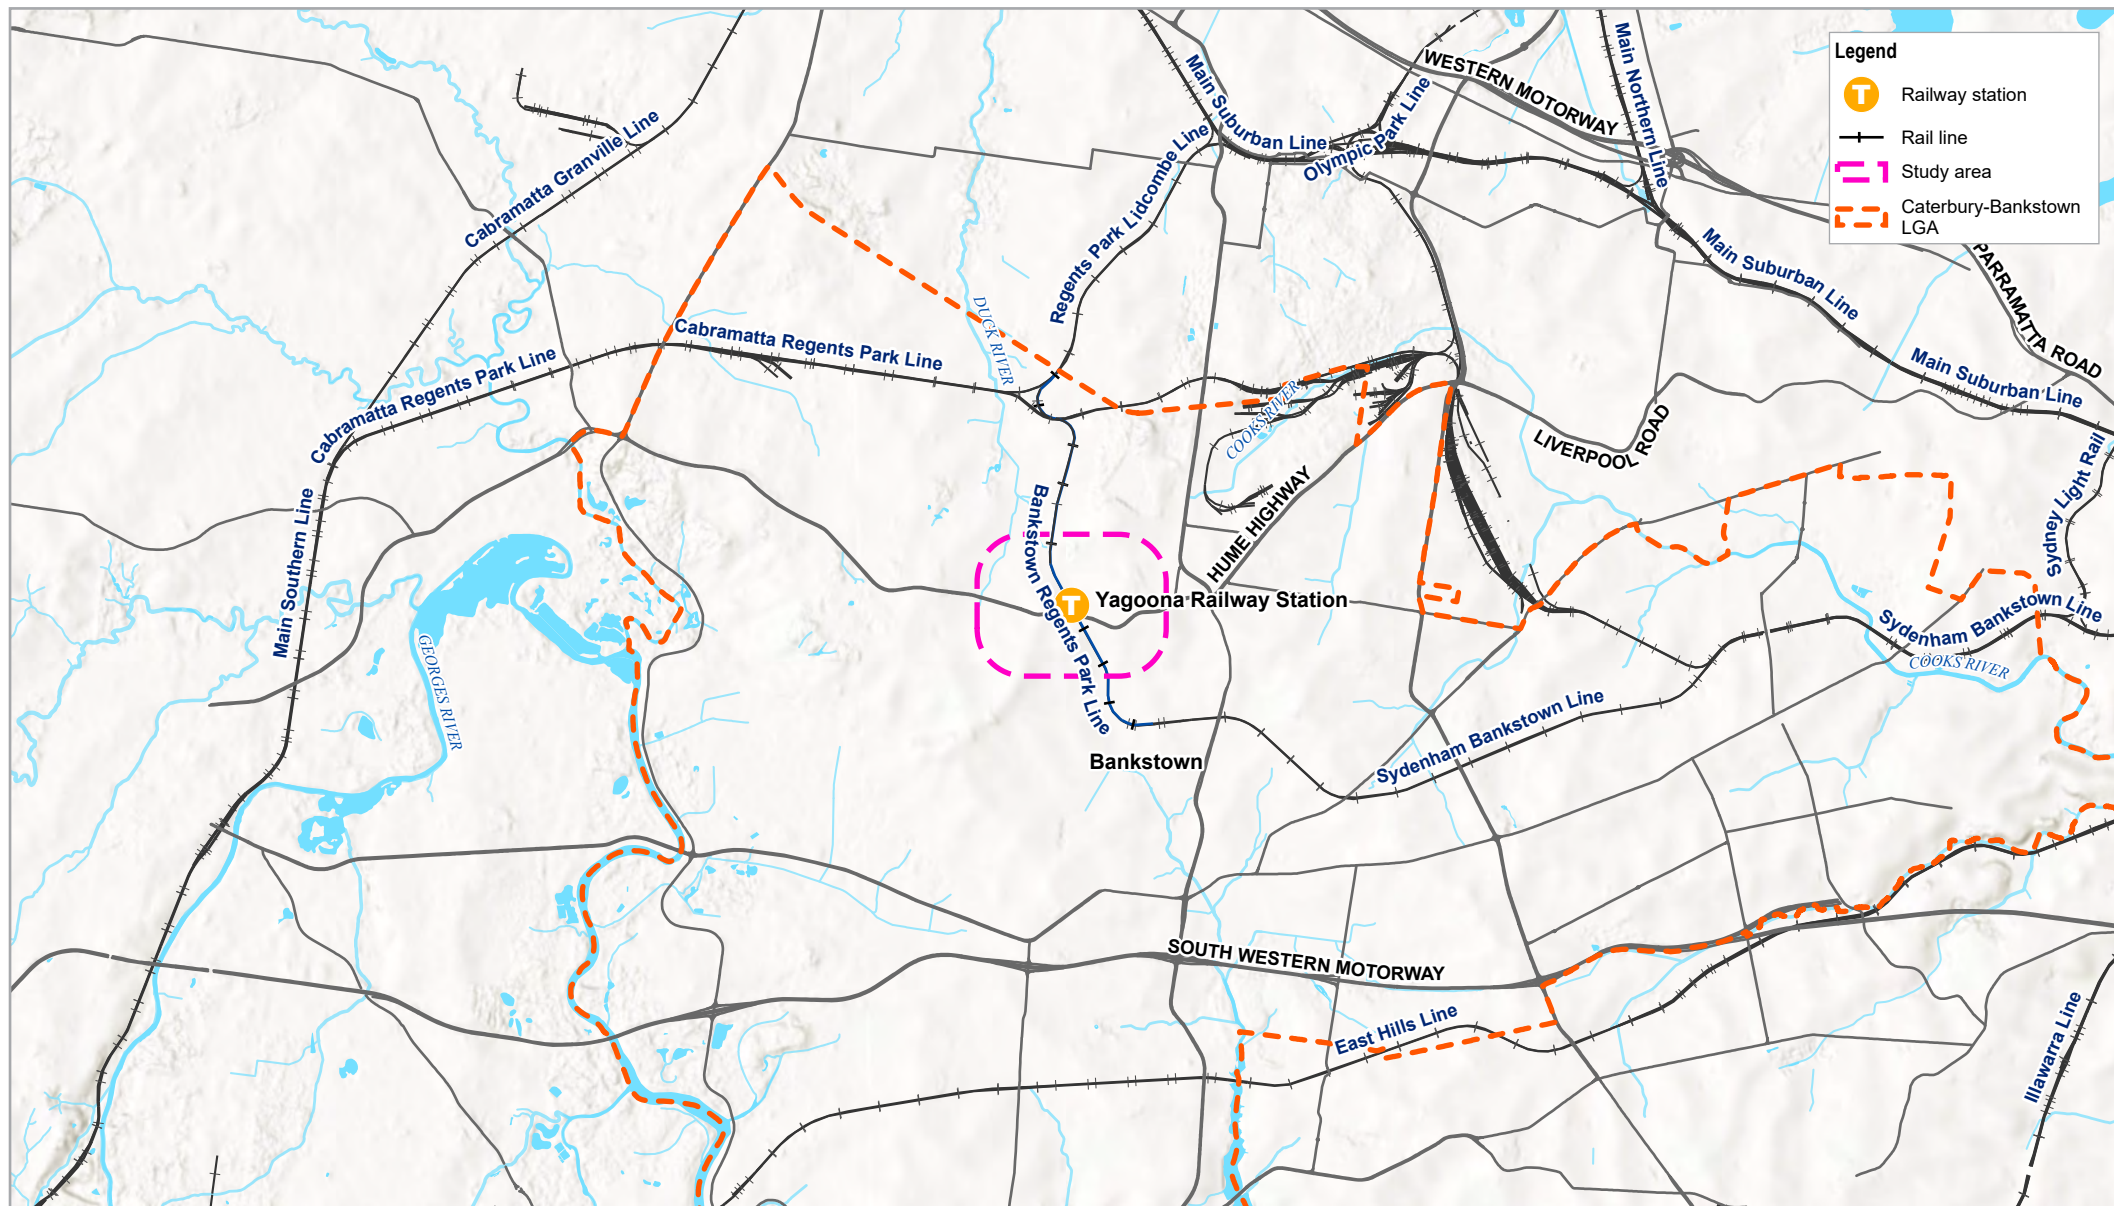 Legend
Railway station
Rail line
Study area
Caterbury-Bankstown
LGA
WESTERN MOTORWAY
Main Northern Line
Main Suburban Line
Olympic Park Line
Cabramatta Granville Line
Regents Park Lidcombe Line
Main Suburban Line
PARRAMATTA ROAD
DUCK RIVER
Cabramatta Regents Park Line
Cabramatta Regents Park Line
Main Suburban Line
COOKS RIVER
LIVERPOOL ROAD
HUME HIGHWAY
Sydney Light Rail
Main Southern Line
Bankstown Regents Park Line
Yagoona Railway Station
Sydenham Bankstown Line
COOKS RIVER
GEORGES RIVER
Sydenham Bankstown Line
Bankstown
SOUTH WESTERN MOTORWAY
East Hills Line
Illawarra Line